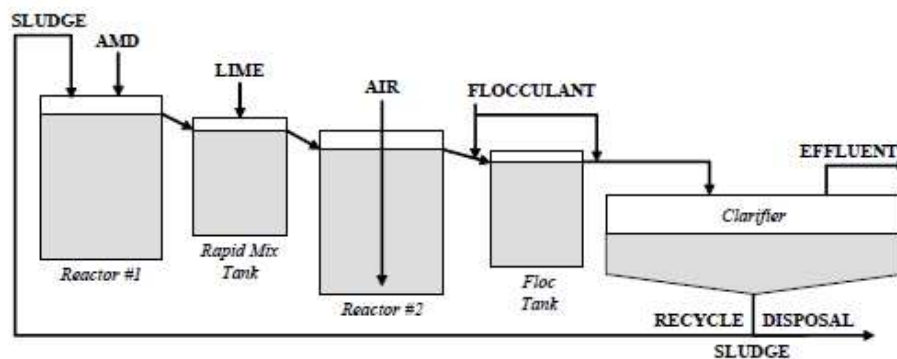 SLUDGE
AMD
LIME
AIR
FLOCCULANT
EFFLUENT
Clarifier
Rapid Mix
Tank
Reactor #1
Floc
Tank
Reactor #2
RECYCLE
DISPOSAL
SLUDGE